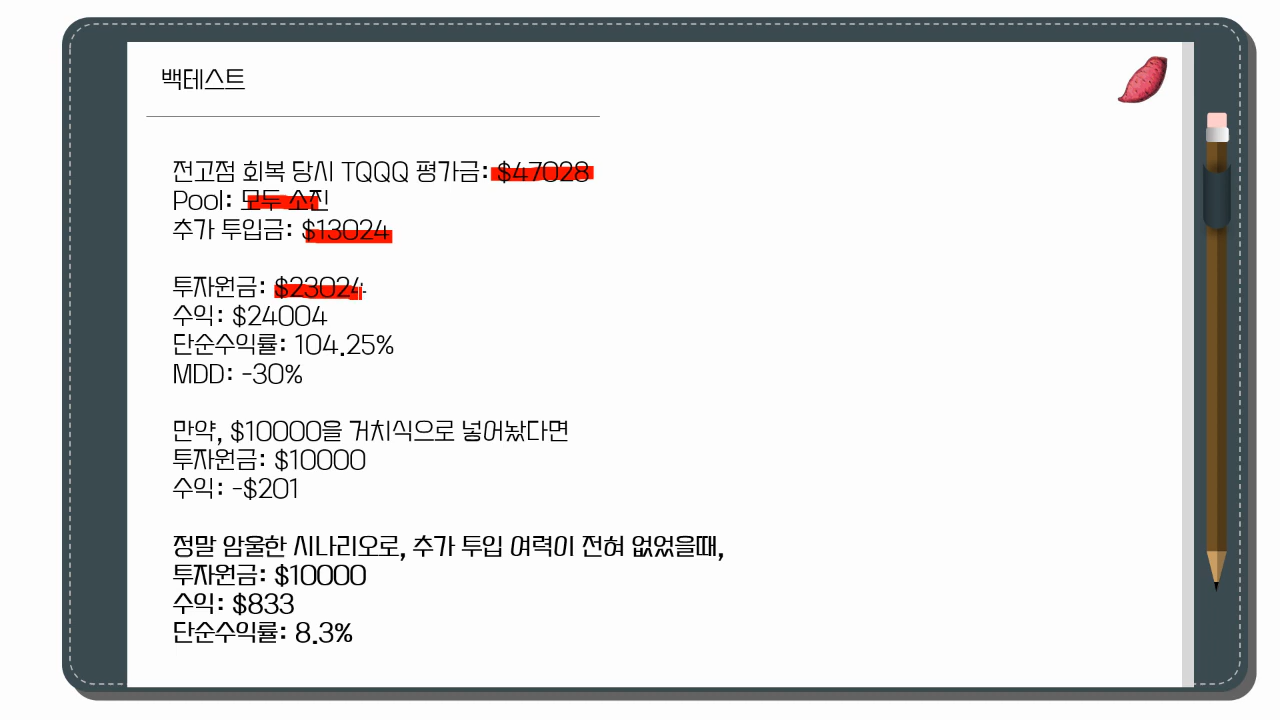 백테스트
전고점 회복 당시 TQQQ 평가금: $47028
Pool: 모두 소진
추가 투입금: $13024
투자원금: $23024
수익: $24004
단순수익률: 104.25%
MDD: -30%
만약, $10000을 거치식으로 넣어놨다면
투자원금: $10000
수익: -$201
정말 암울한 시나리오로, 추가 투입 여력이 전혀 없었을때,
투자원금: $10000
수익: $833
단순수익률: 8.3%